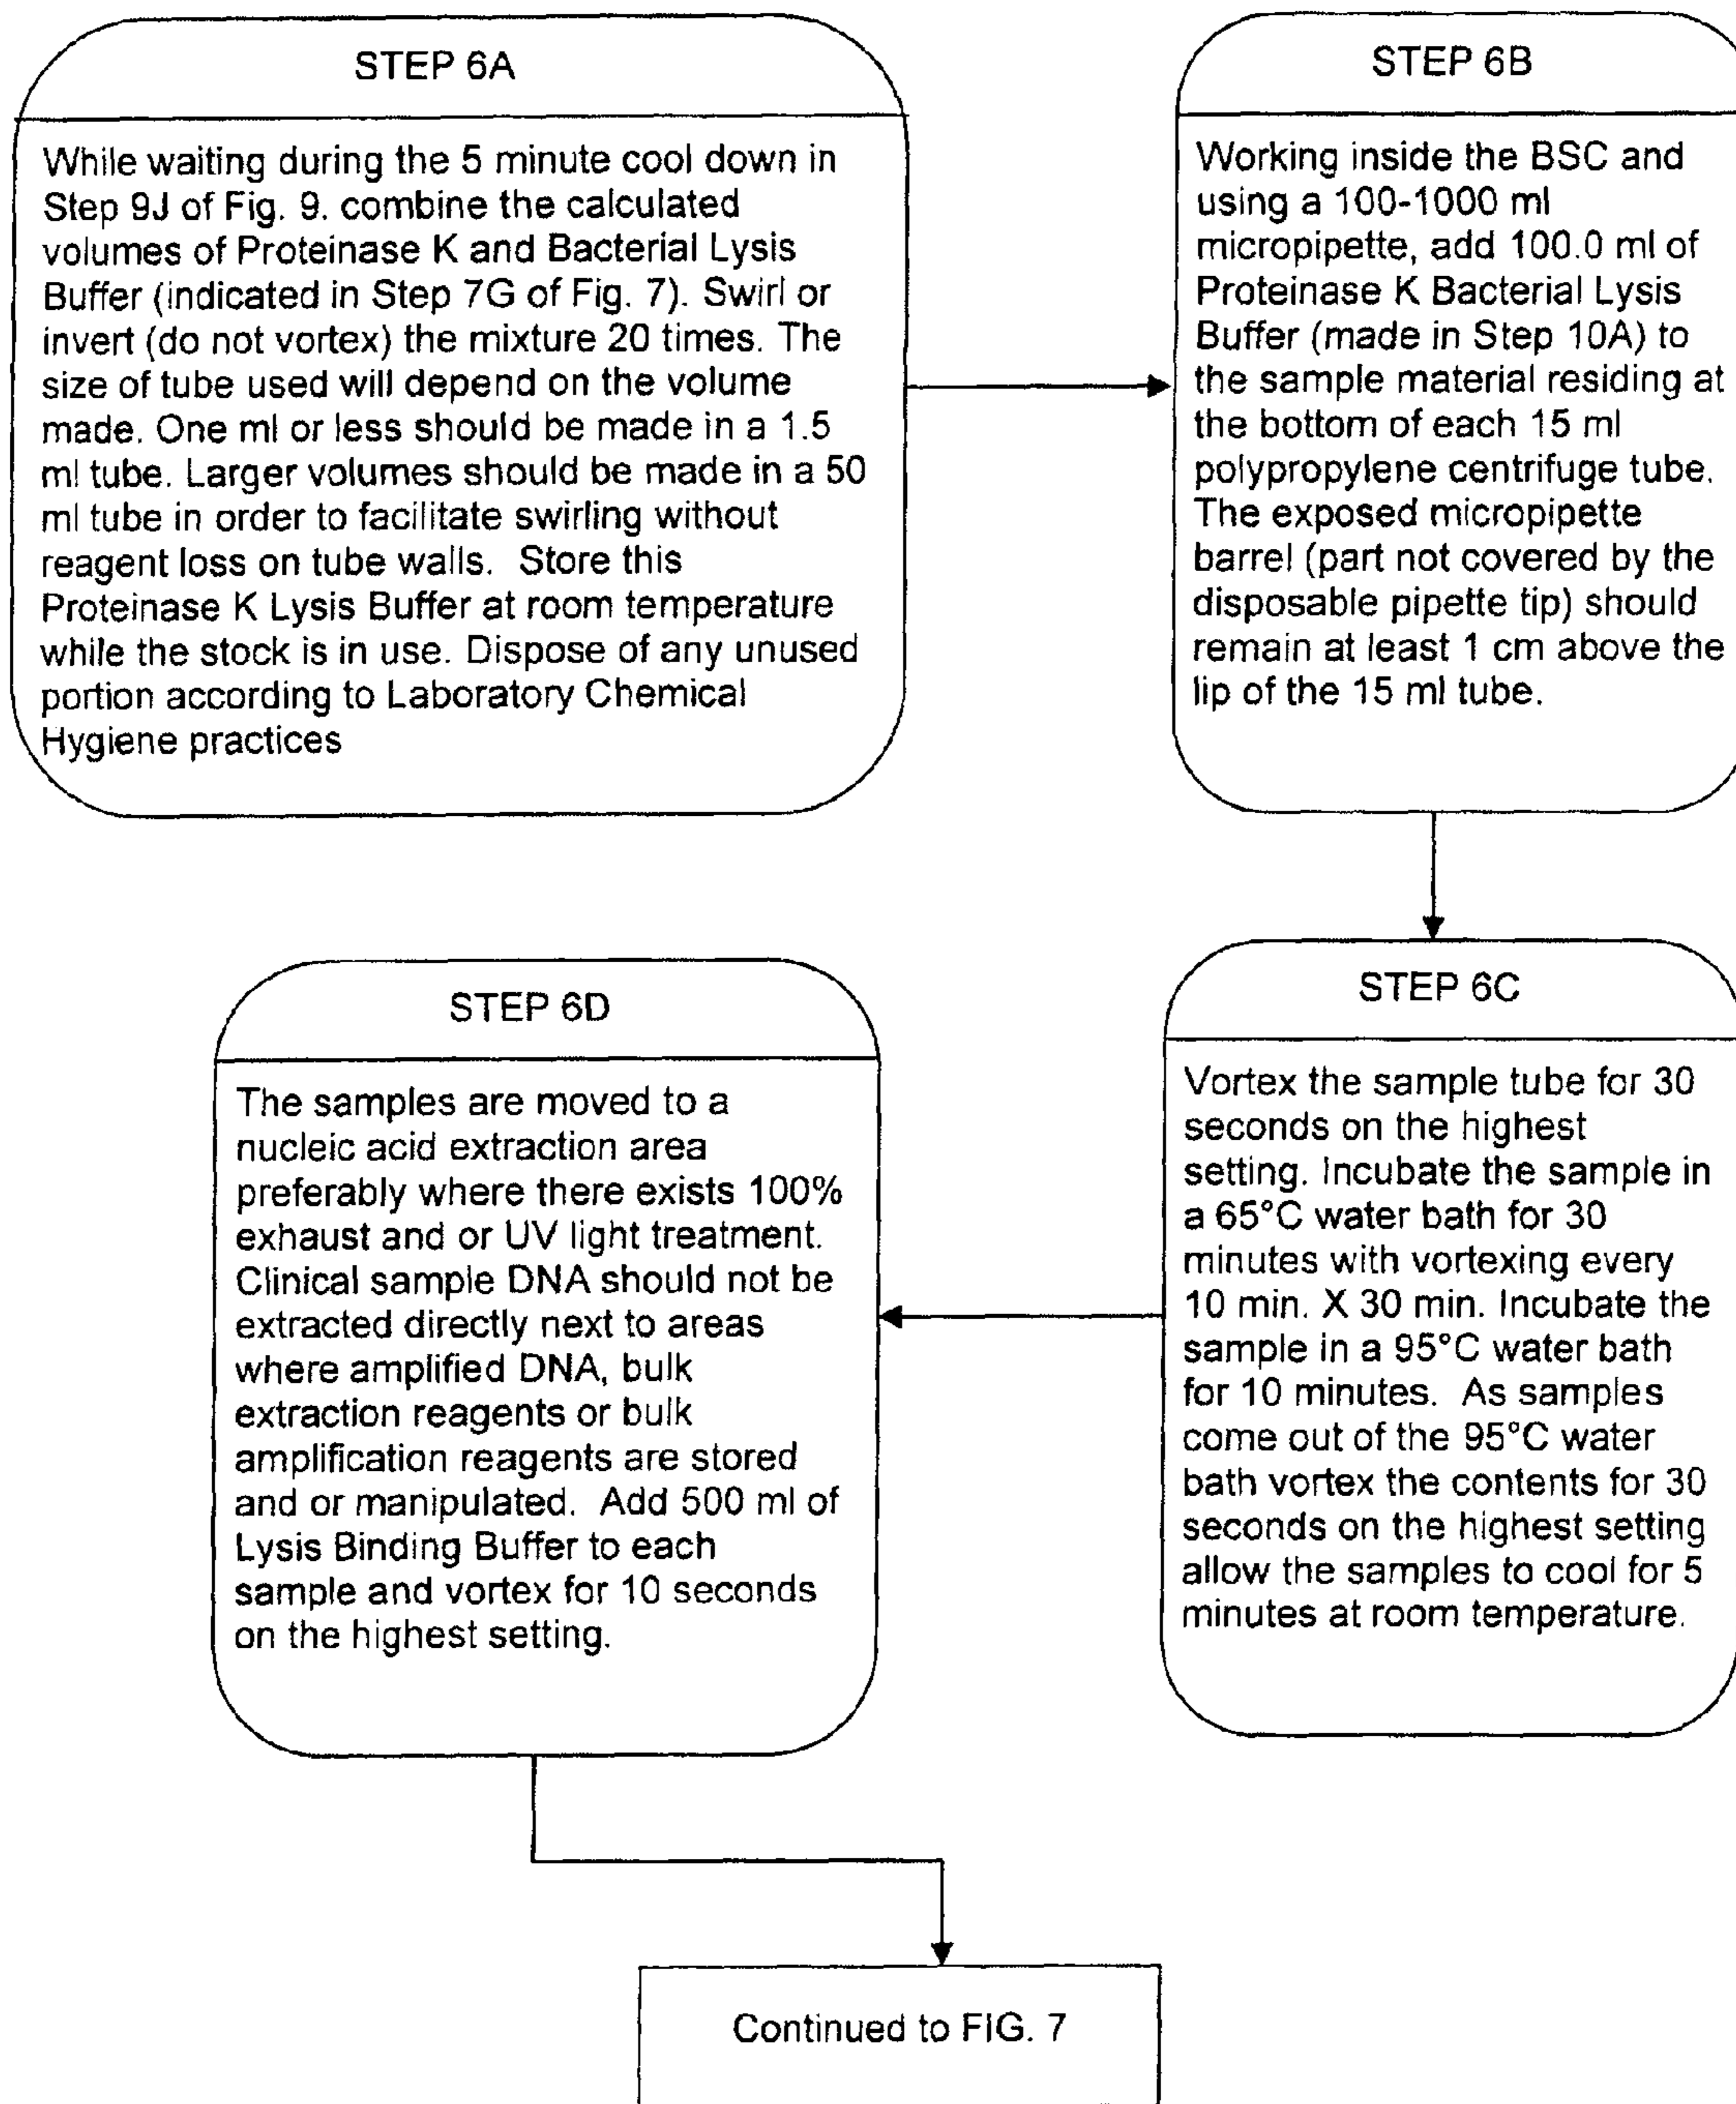 STEP 6A
While waiting during the 5 minute cool down in
Step 9J of Fig. 9. combine the calculated
volumes of Proteinase K and Bacterial Lysis
Buffer (indicated in Step 7G of Fig. 7). Swirl or
invert (do not vortex) the mixture 20 times. The
size of tube used will depend on the volume
made. One ml or less should be made in a 1.5
ml tube. Larger volumes should be made in a 50
ml tube in order to facilitate swirling without
reagent loss on tube walls. Store this
Proteinase K Lysis Buffer at room temperature
while the stock is in use. Dispose of any unused
portion according to Laboratory Chemical
Hygiene practices
STEP 6B
Working inside the BSC and
using a 100-1000 ml
micropipette, add 100.0 ml of
Proteinase K Bacterial Lysis
Buffer (made in Step 10A) to
the sample material residing at
the bottom of each 15 ml
polypropylene centrifuge tube.
The exposed micropipette
barrel (part not covered by the
disposable pipette tip) should
remain at least 1 cm above the
lip of the 15 ml tube.
STEP 6C
Vortex the sample tube for 30
seconds on the highest
setting. Incubate the sample in
a 65°C water bath for 30
minutes with vortexing every
10 min. X 30 min. Incubate the
sample in a 95°C water bath
for 10 minutes. As samples
come out of the 95°C water
bath vortex the contents for 30
seconds on the highest setting
allow the samples to cool for 5
minutes at room temperature.
STEP 6D
The samples are moved to a
nucleic acid extraction area
preferably where there exists 100%
exhaust and or UV light treatment.
Clinical sample DNA should not be
extracted directly next to areas
where amplified DNA, bulk
extraction reagents or bulk
amplification reagents are stored
and or manipulated. Add 500 ml of
Lysis Binding Buffer to each
sample and vortex for 10 seconds
on the highest setting.
Continued to FIG. 7